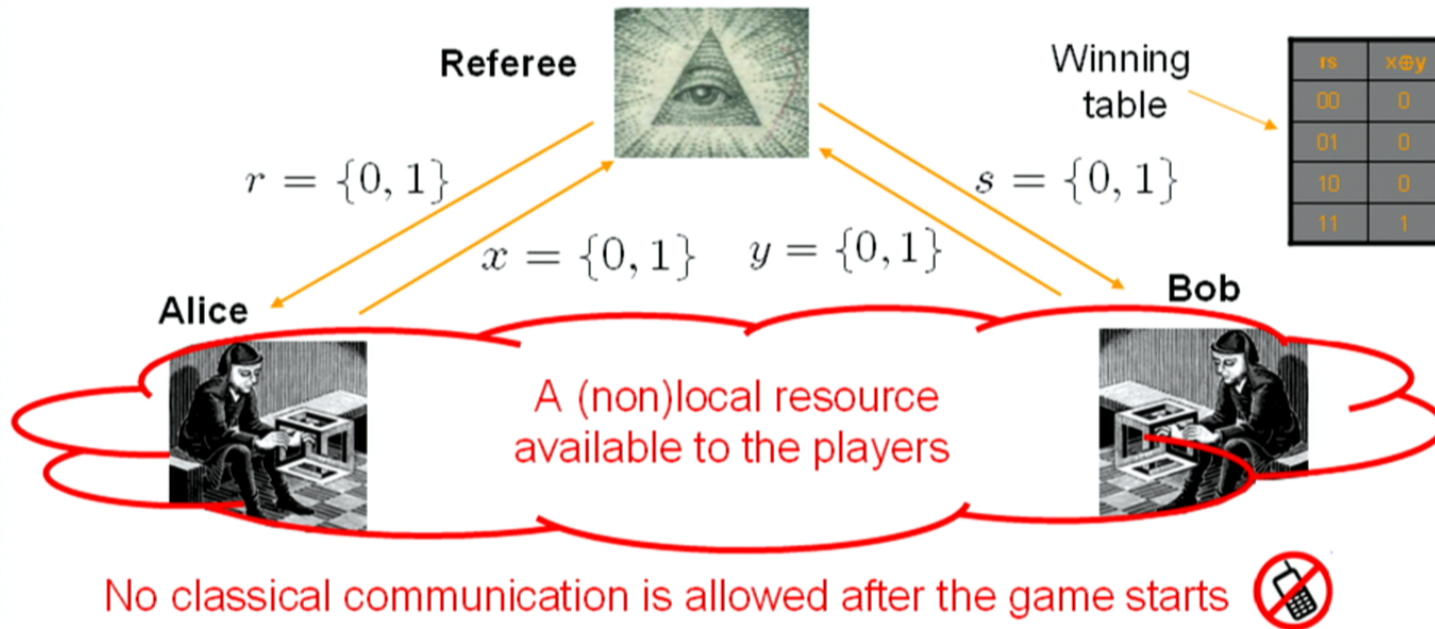 Referee
Winning
table
rs x⊕y
00 0
01 0
10 0
11 1
r = {0, 1}
s = {0, 1}
x = {0, 1}
y = {0, 1}
Alice
Bob
A (non)local resource
available to the players
No classical communication is allowed after the game starts